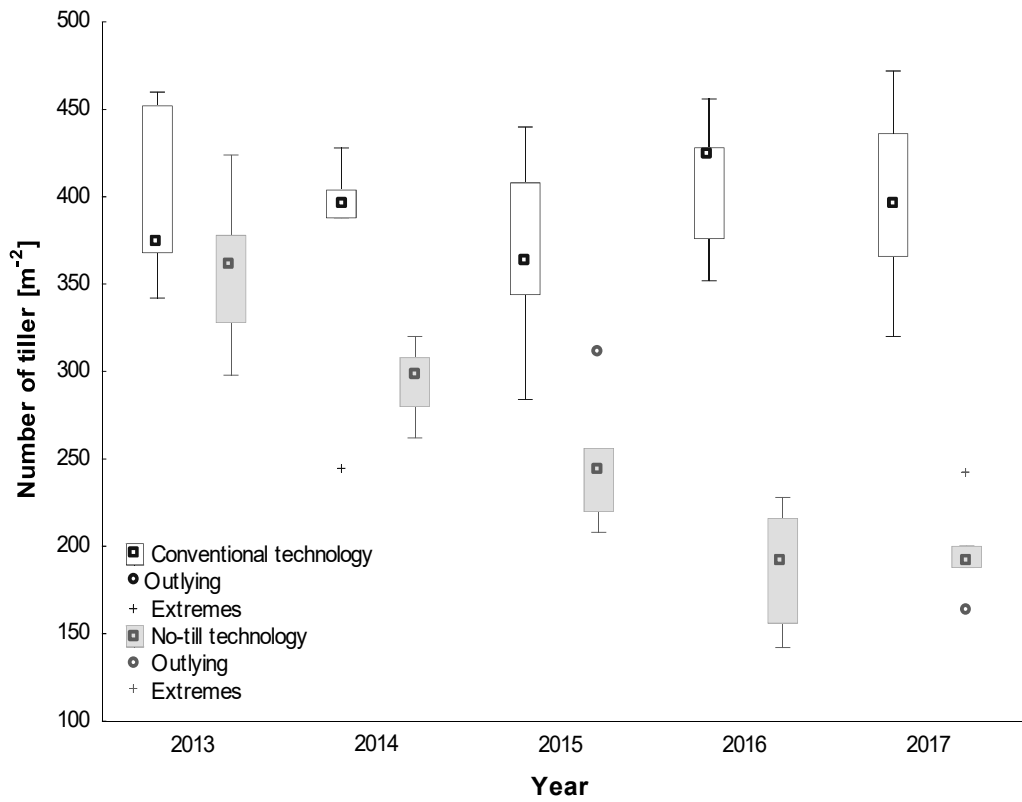 500
450
400
350
300
250
200
150
100
Number of tiller [m⁻²]
Conventional technology
Outlying
Extremes
No-till technology
Outlying
Extremes
2013 2014 2015 2016 2017
Year